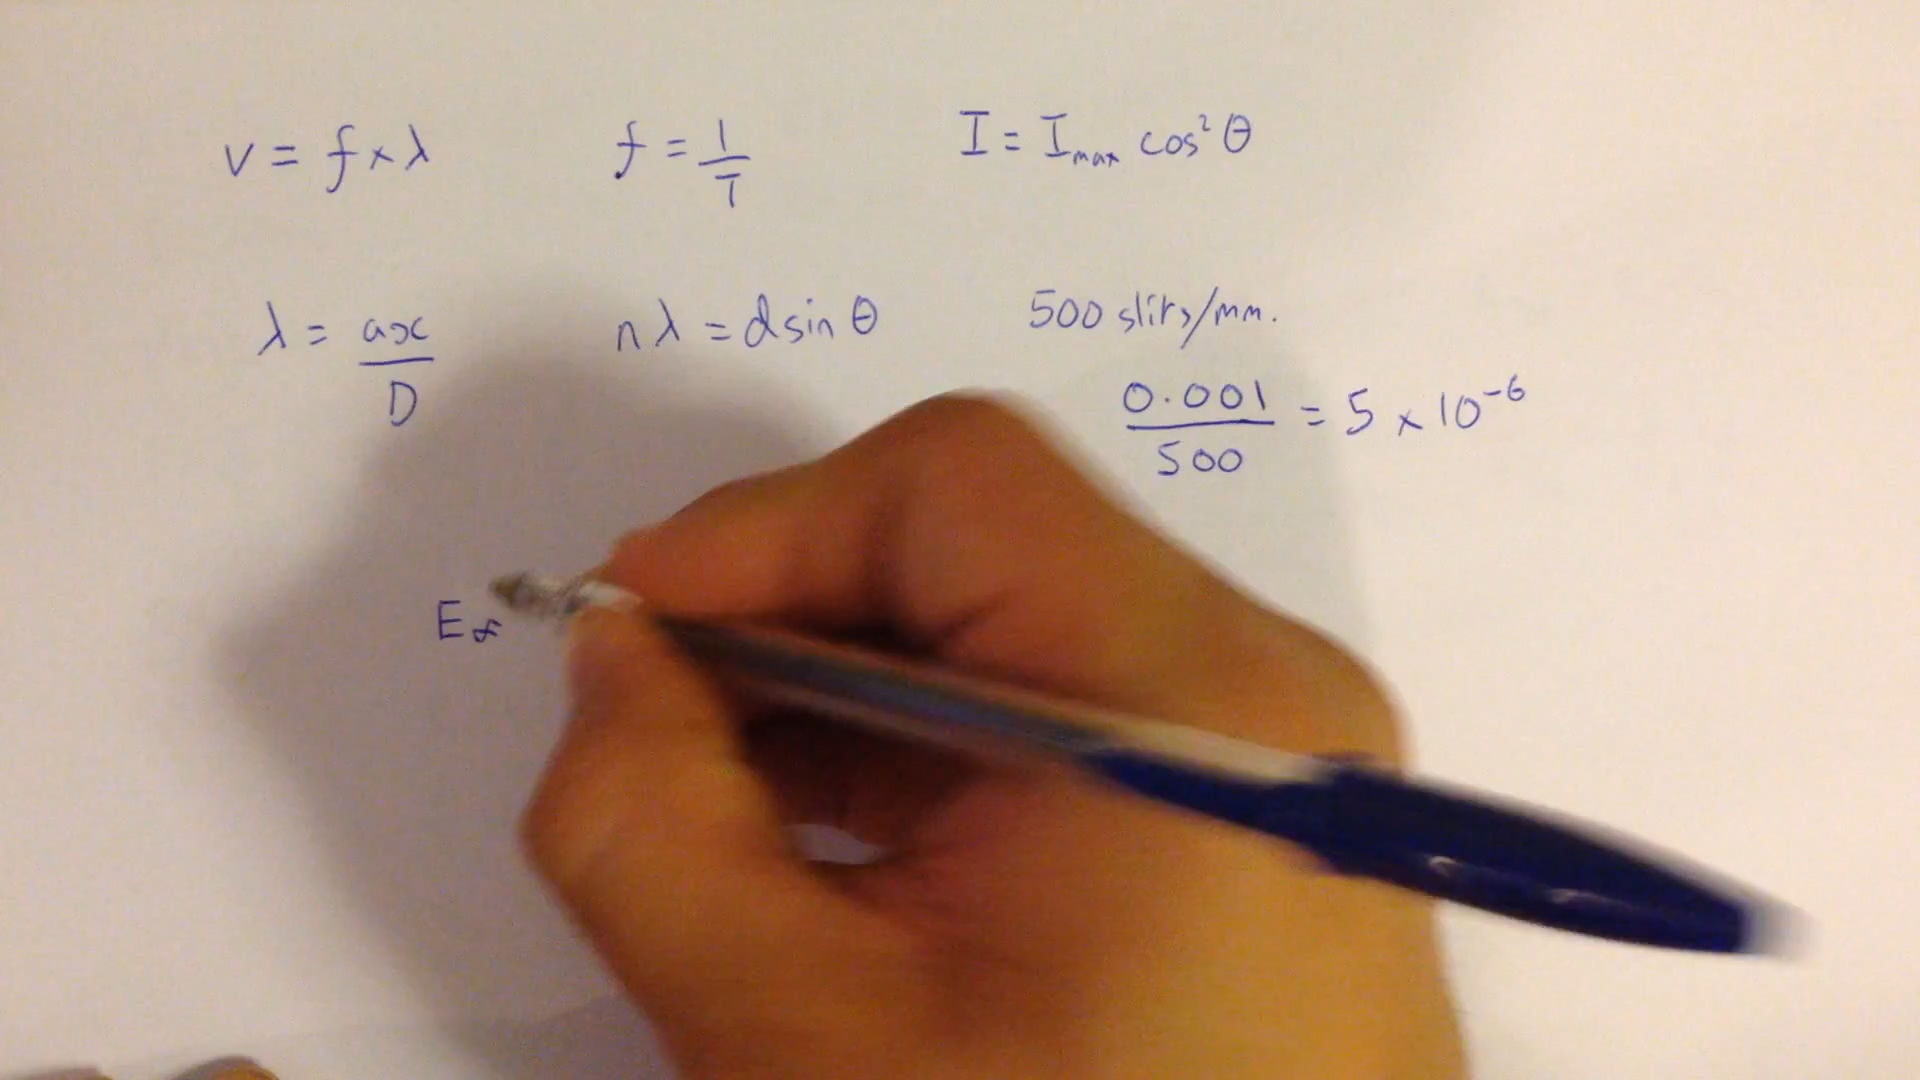 v = f × λ
f = 1/T
I = Imax cos² θ
λ = ax/D
nλ = d sin θ
500 slits/mm.
0.001/500 = 5 × 10⁻⁶
E ∝